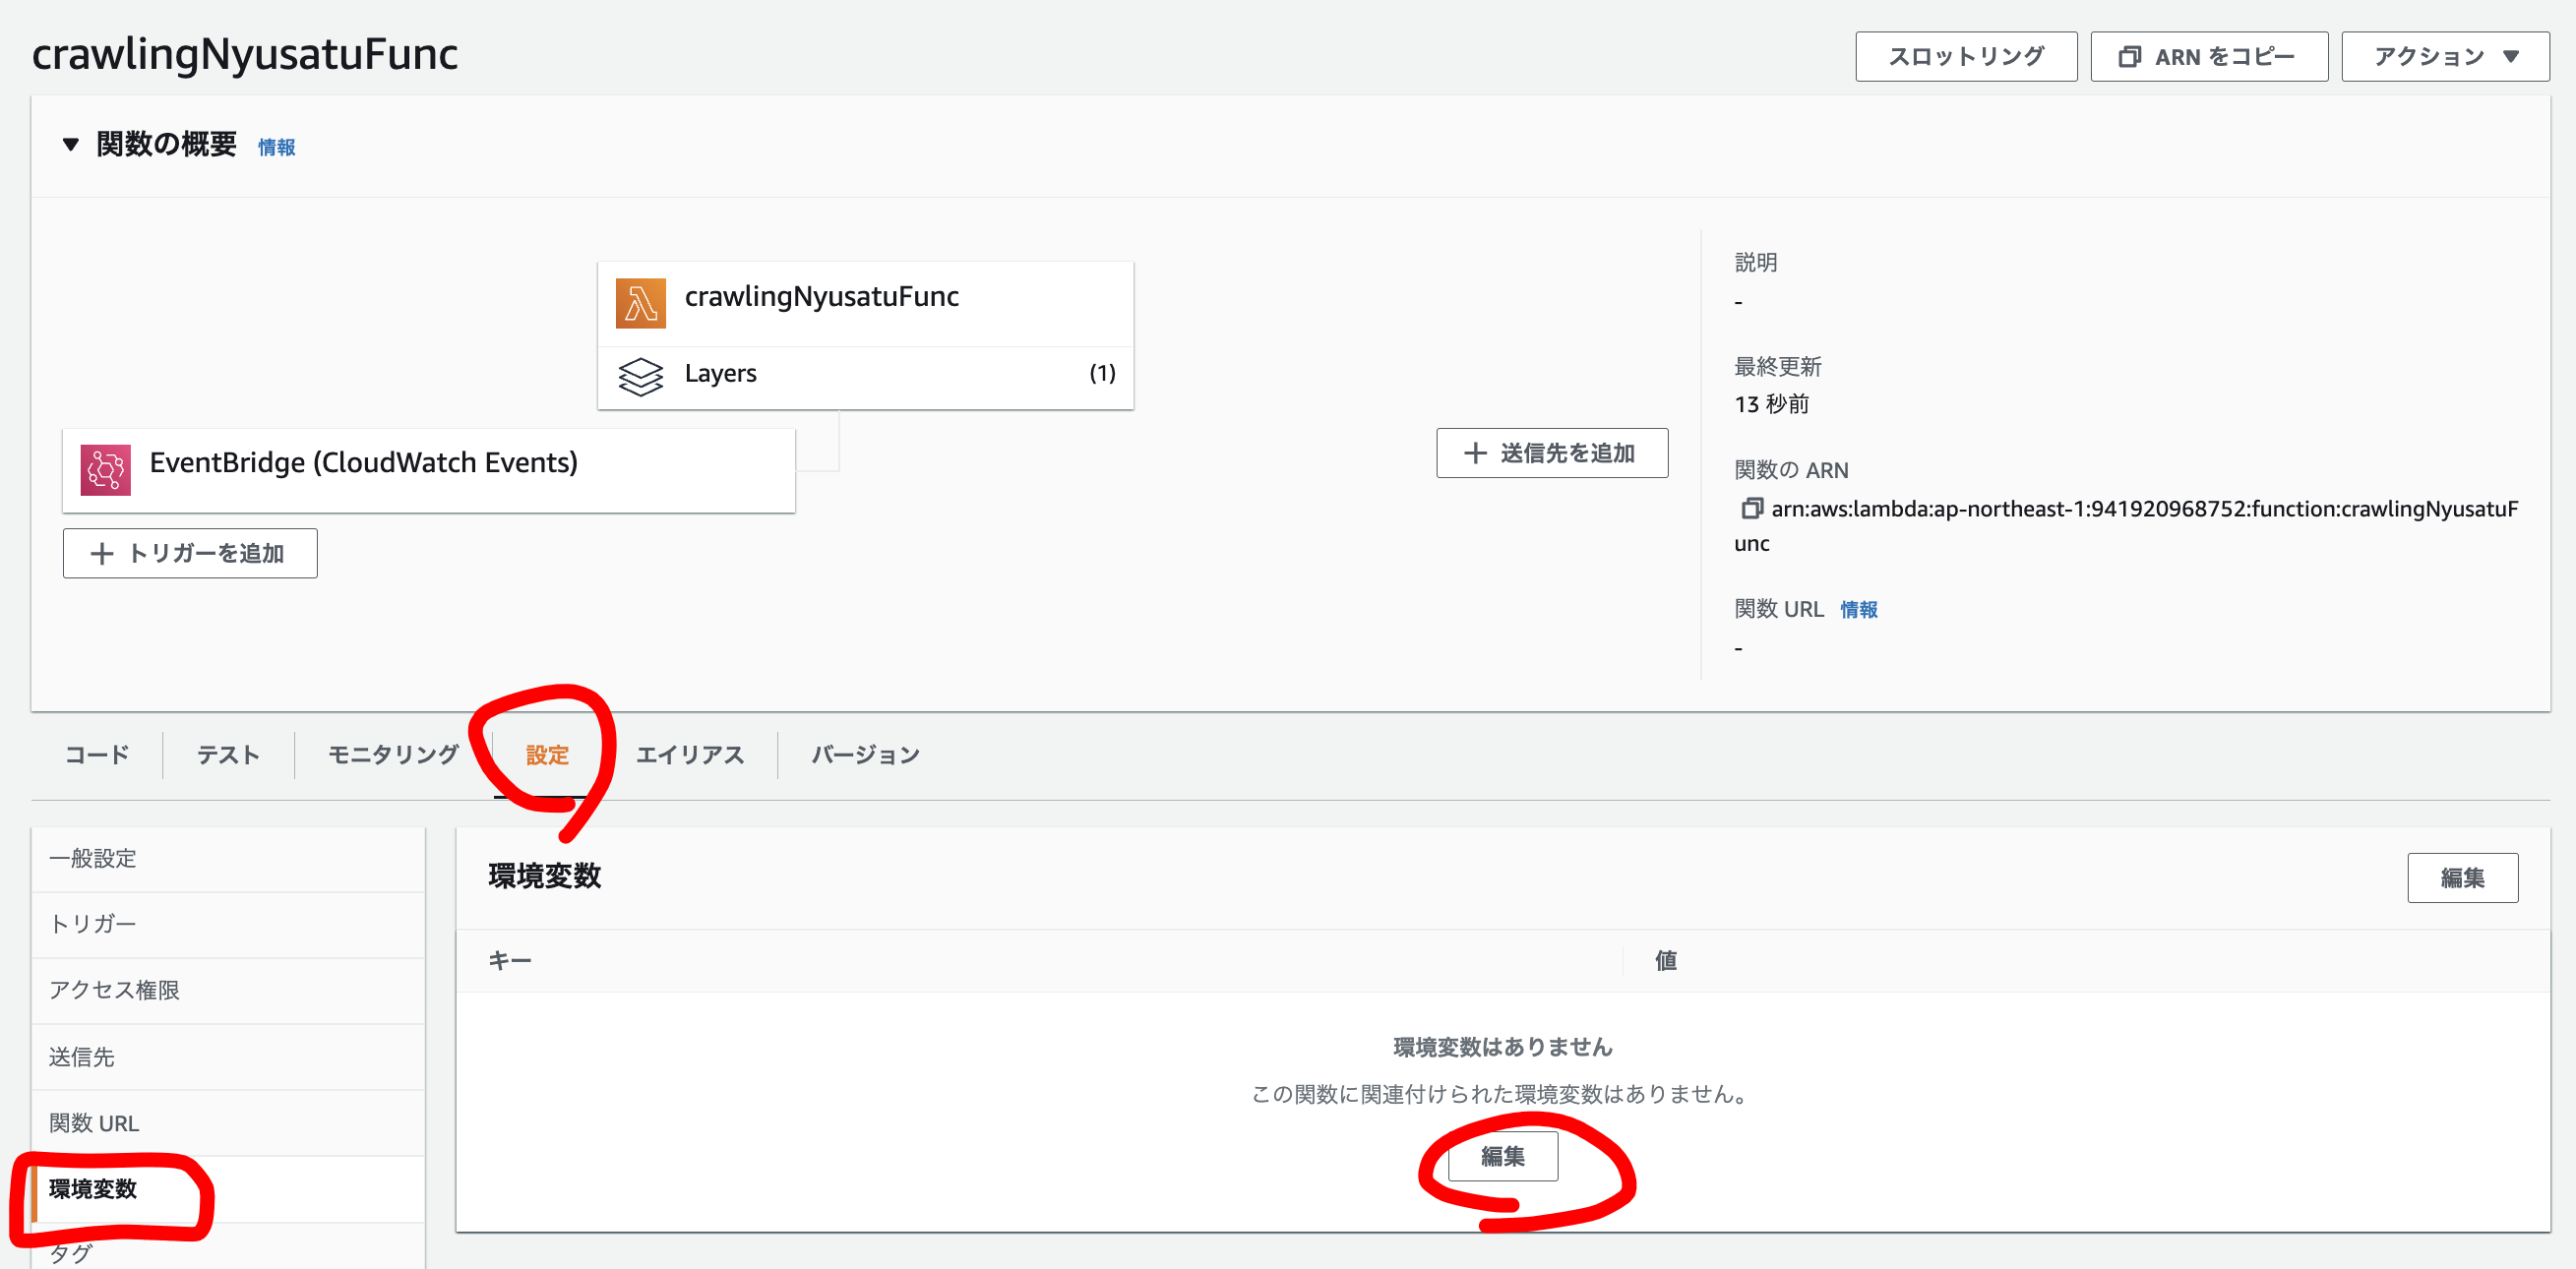 crawlingNyusatuFunc
スロットリング
ARN をコピー
アクション ▼
▼ 関数の概要 情報
crawlingNyusatuFunc
Layers (1)
EventBridge (CloudWatch Events)
＋ トリガーを追加
＋ 送信先を追加
説明
-
最終更新
13 秒前
関数の ARN
arn:aws:lambda:ap-northeast-1:941920968752:function:crawlingNyusatuF
unc
関数 URL 情報
-
コード
テスト
モニタリング
設定
エイリアス
バージョン
一般設定
トリガー
アクセス権限
送信先
関数 URL
環境変数
タグ
環境変数
編集
キー
値
環境変数はありません
この関数に関連付けられた環境変数はありません。
編集